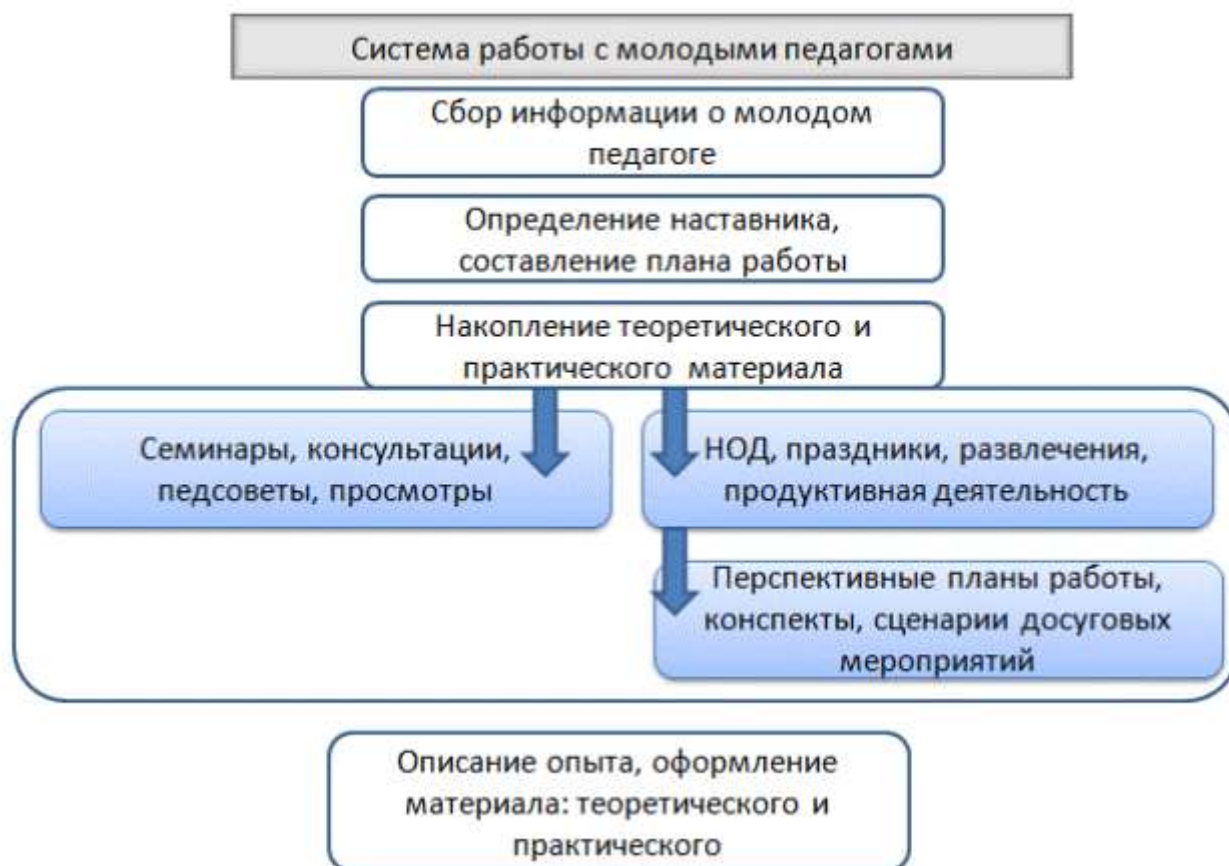 Система работы с молодыми педагогами
Сбор информации о молодом
педагоге
Определение наставника,
составление плана работы
Накопление теоретического и
практического материала
Семинары, консультации,
педсоветы, просмотры
НОД, праздники, развлечения,
продуктивная деятельность
Перспективные планы работы,
конспекты, сценарии досуговых
мероприятий
Описание опыта, оформление
материала: теоретического и
практического